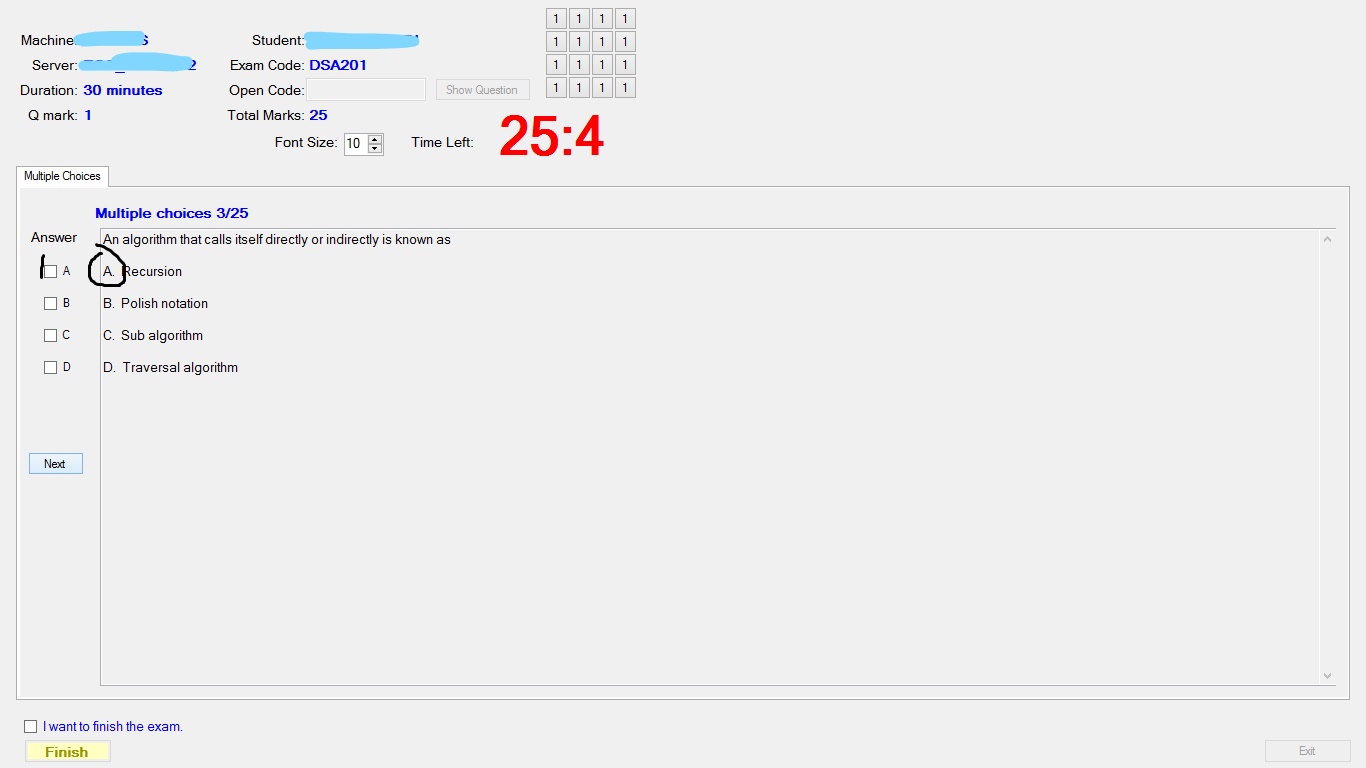 1 1 1 1
Machine: S Student:
1 1 1 1
Server: 2 Exam Code: DSA201
1 1 1 1
Duration: 30 minutes Open Code: Show Question
1 1 1 1
Q mark: 1 Total Marks: 25
Font Size: 10 Time Left: 25:4
Multiple Choices
Multiple choices 3/25
Answer
An algorithm that calls itself directly or indirectly is known as
A A. Recursion
B B. Polish notation
C C. Sub algorithm
D D. Traversal algorithm
Next
I want to finish the exam.
Finish Exit